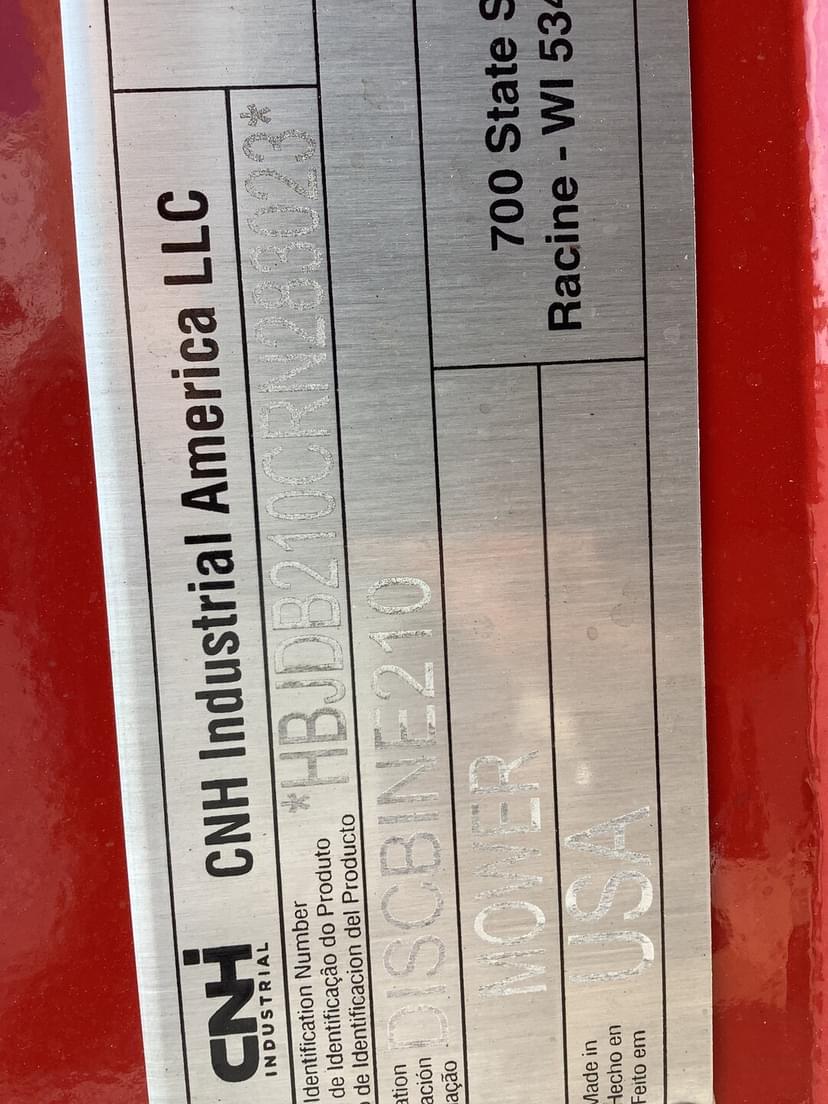 CNH INDUSTRIAL
CNH Industrial America LLC
Identification Number
de Identificação do Produto
de Identificacion del Producto
*HBJDB210CRN283023*
DISCBINE210
MOWER
Made in
Hecho en
Feito em
USA
700 State S
Racine - WI 534